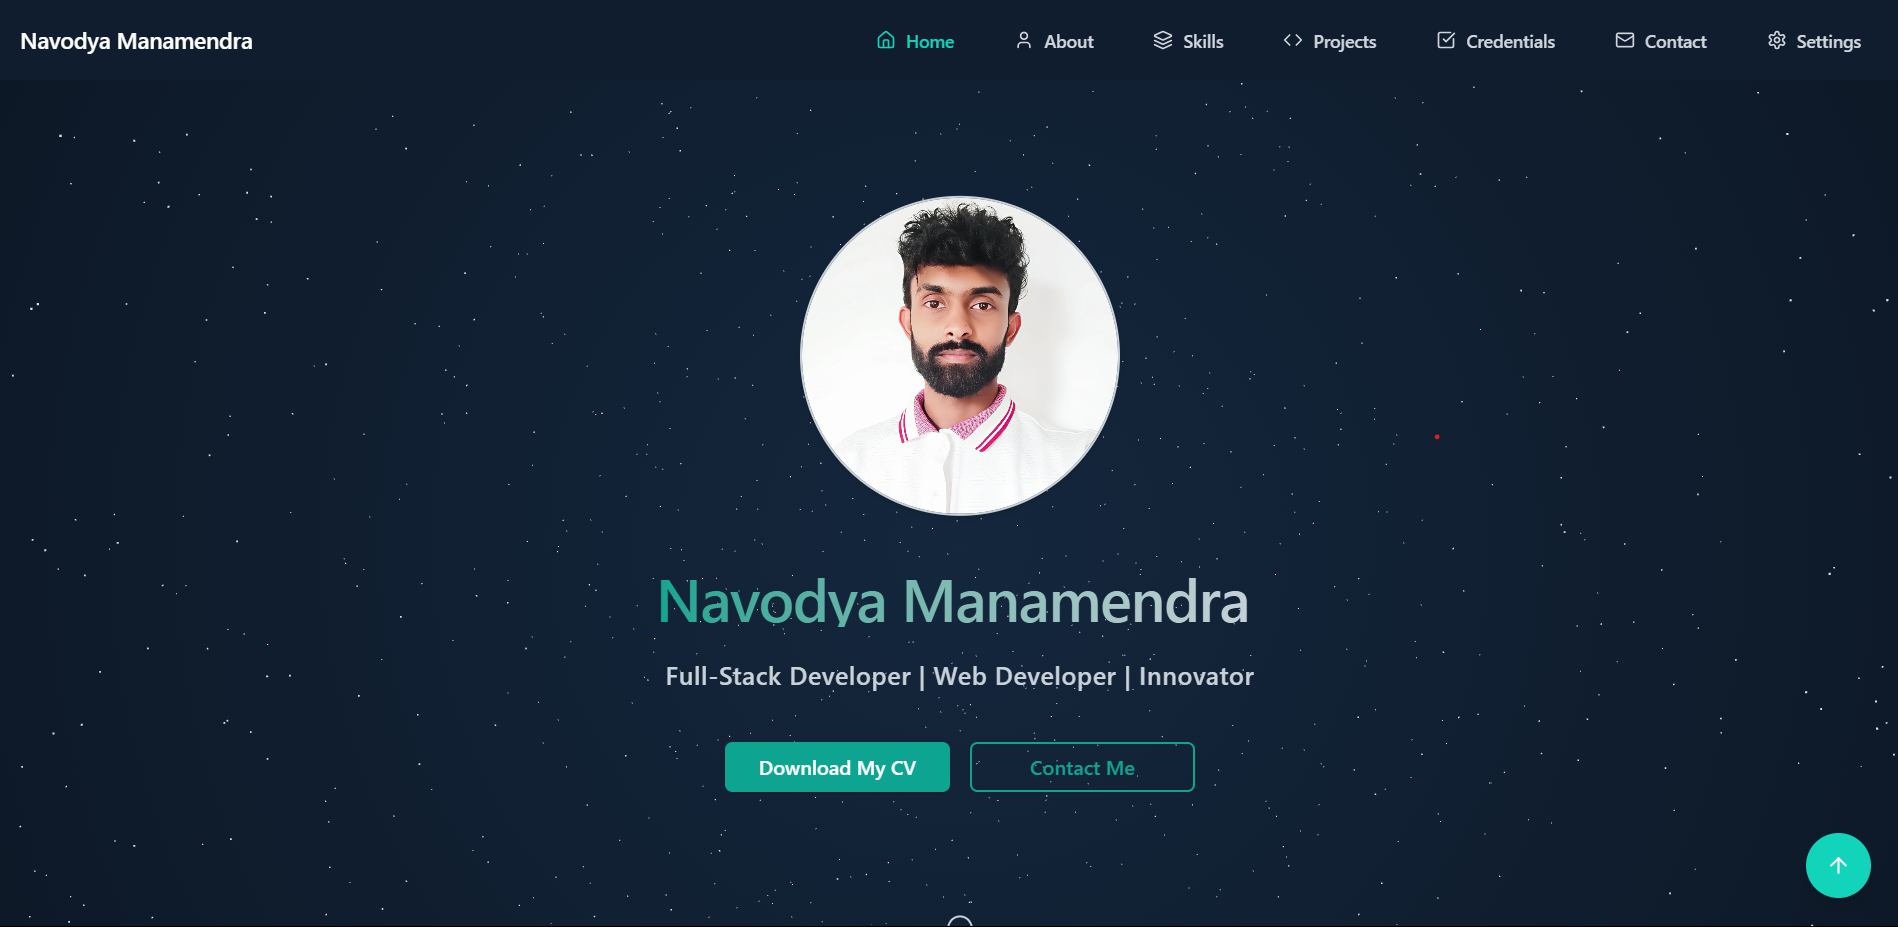 Navodya Manamendra
Home About Skills Projects Credentials Contact Settings
Navodya Manamendra
Full-Stack Developer | Web Developer | Innovator
Download My CV Contact Me